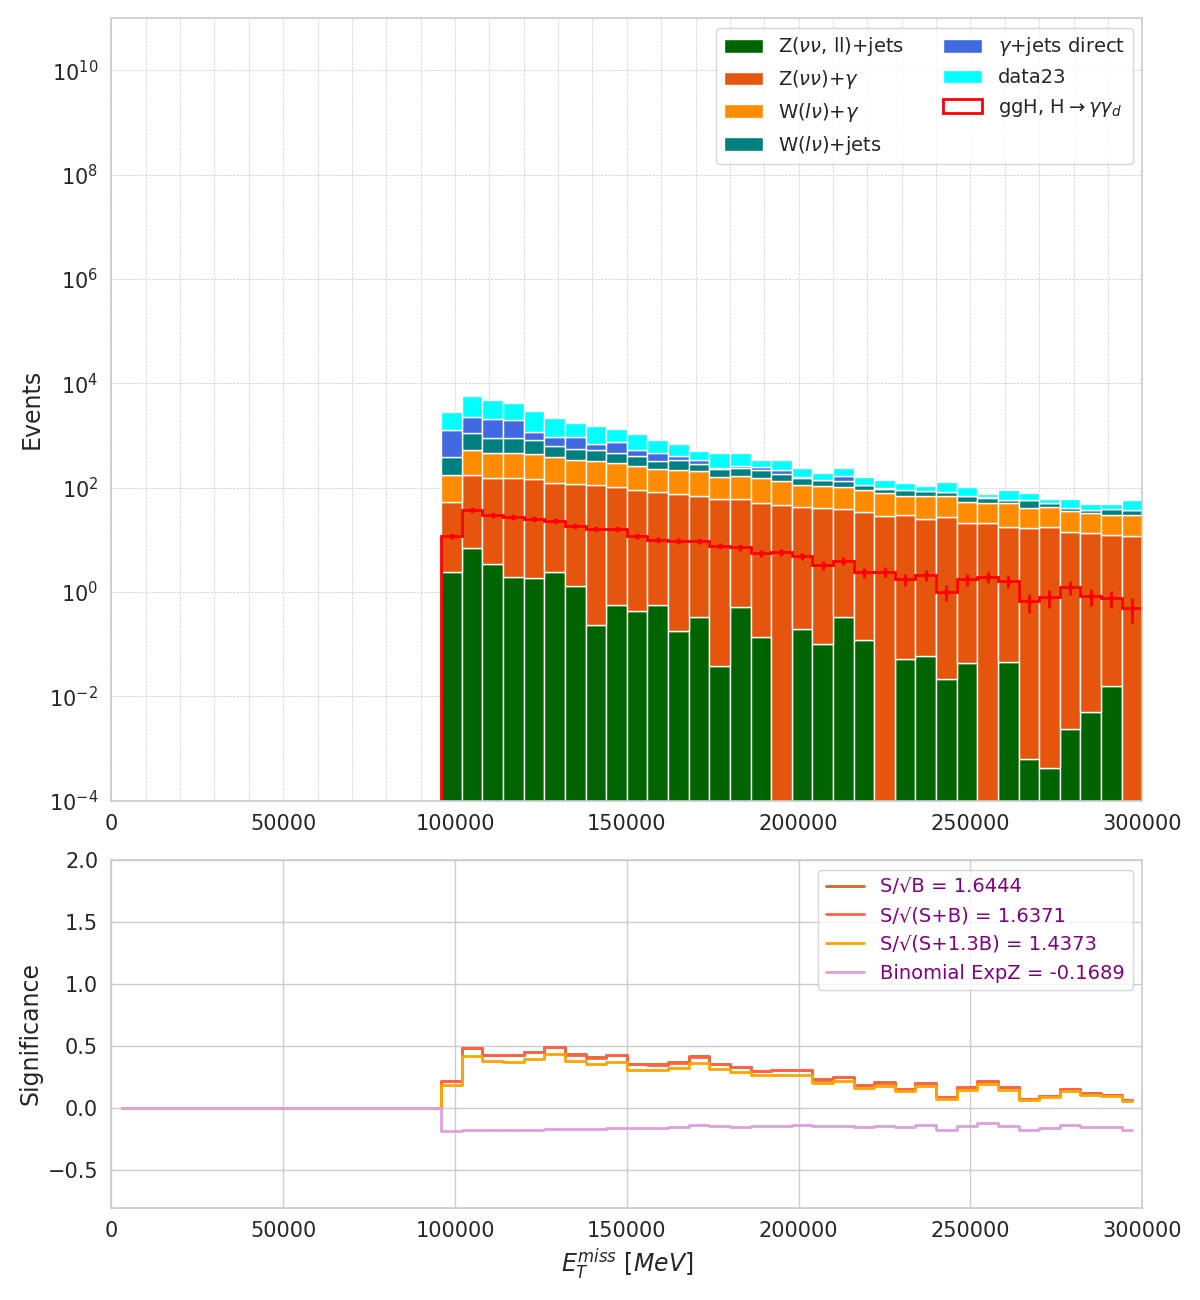 Z(νν, ll)+jets
Z(νν)+γ
W(lν)+γ
W(lν)+jets
γ+jets direct
data23
ggH, H→γγ_d
Events
10^10
10^8
10^6
10^4
10^2
10^0
10^−2
10^−4
0 50000 100000 150000 200000 250000 300000
S/√B = 1.6444
S/√(S+B) = 1.6371
S/√(S+1.3B) = 1.4373
Binomial ExpZ = -0.1689
Significance
2.0
1.5
1.0
0.5
0.0
−0.5
0 50000 100000 150000 200000 250000 300000
E_T^miss [MeV]